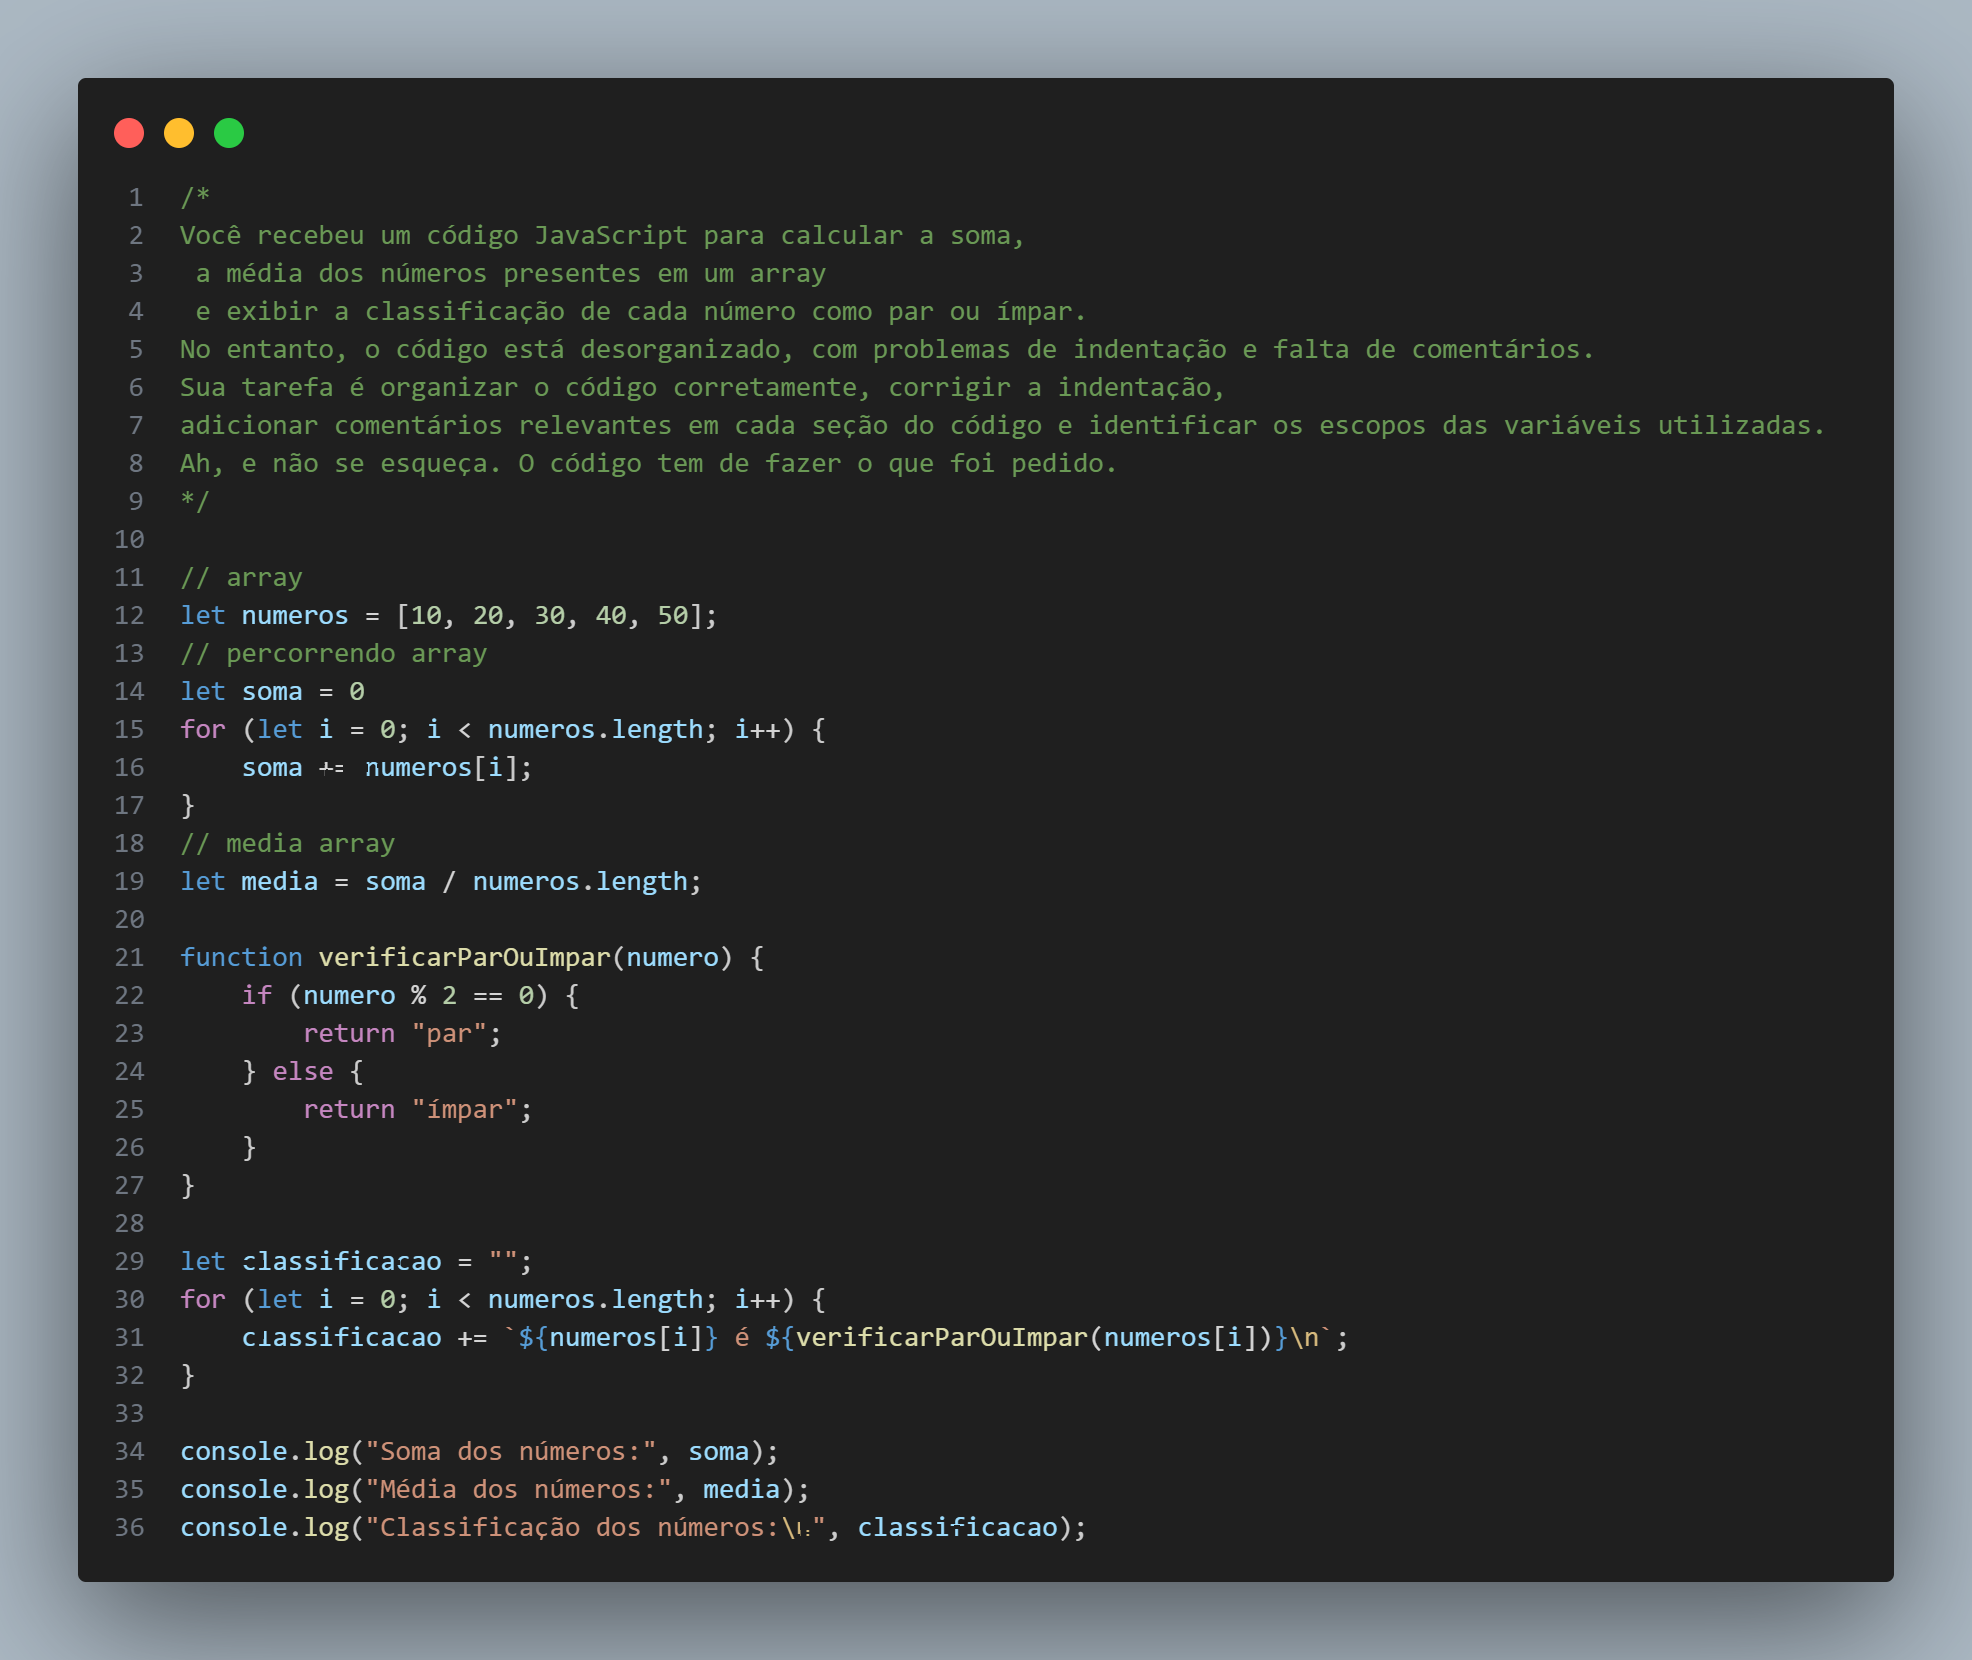 1 /*
2 Você recebeu um código JavaScript para calcular a soma,
3  a média dos números presentes em um array
4  e exibir a classificação de cada número como par ou ímpar.
5 No entanto, o código está desorganizado, com problemas de indentação e falta de comentários.
6 Sua tarefa é organizar o código corretamente, corrigir a indentação,
7 adicionar comentários relevantes em cada seção do código e identificar os escopos das variáveis utilizadas.
8 Ah, e não se esqueça. O código tem de fazer o que foi pedido.
9 */
10
11 // array
12 let numeros = [10, 20, 30, 40, 50];
13 // percorrendo array
14 let soma = 0
15 for (let i = 0; i < numeros.length; i++) {
16     soma += numeros[i];
17 }
18 // media array
19 let media = soma / numeros.length;
20
21 function verificarParOuImpar(numero) {
22     if (numero % 2 == 0) {
23         return "par";
24     } else {
25         return "ímpar";
26     }
27 }
28
29 let classificacao = "";
30 for (let i = 0; i < numeros.length; i++) {
31     classificacao += `${numeros[i]} é ${verificarParOuImpar(numeros[i])}\n`;
32 }
33
34 console.log("Soma dos números:", soma);
35 console.log("Média dos números:", media);
36 console.log("Classificação dos números:\n", classificacao);